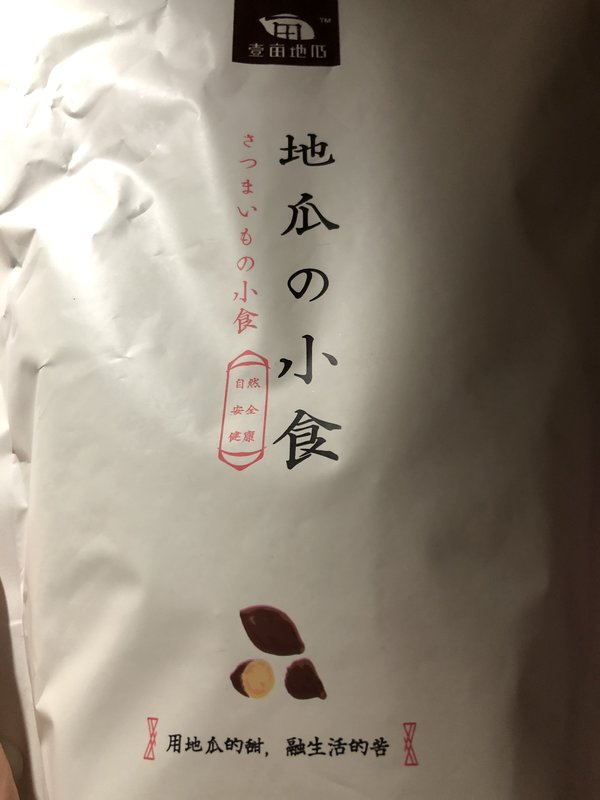 TM
壹亩地瓜
地瓜の小食
さつまいもの小食
自然
安全
健康
用地瓜的甜，融生活的苦